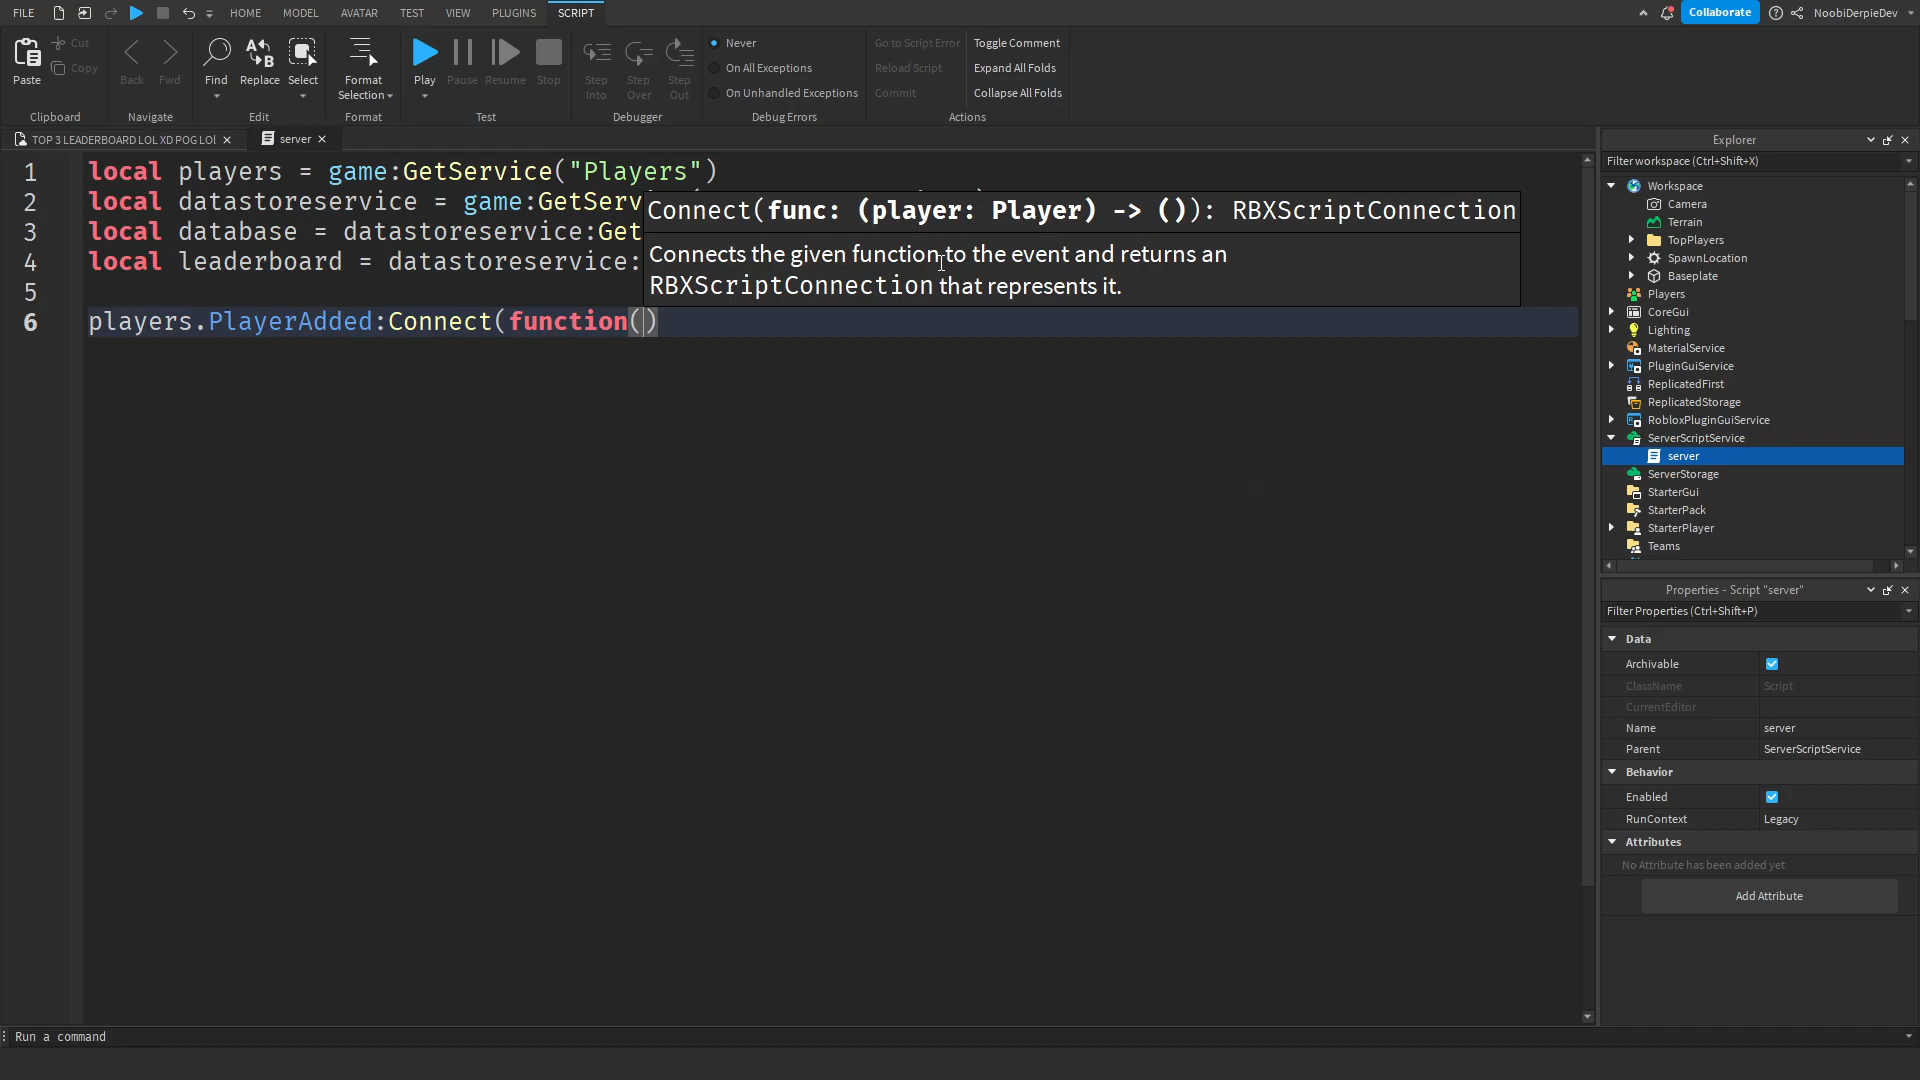 FILE HOME MODEL AVATAR TEST VIEW PLUGINS SCRIPT Collaborate NoobiDerpieDev
Paste Cut Copy Back Fwd Find Replace Select Format Selection Play Pause Resume Stop Step Into Step Over Step Out
Never
On All Exceptions
On Unhandled Exceptions
Go to Script Error
Reload Script
Commit
Toggle Comment
Expand All Folds
Collapse All Folds
Clipboard Navigate Edit Format Test Debugger Debug Errors Actions
TOP 3 LEADERBOARD LOL XD POG LOl server
1 local players = game:GetService("Players")
2 local datastoreservice = game:GetServ
3 local database = datastoreservice:Get
4 local leaderboard = datastoreservice:
5
6 players.PlayerAdded:Connect(function()
Connect(func: (player: Player) -> ()): RBXScriptConnection
Connects the given function to the event and returns an
RBXScriptConnection that represents it.
Explorer
Filter workspace (Ctrl+Shift+X)
Workspace
Camera
Terrain
TopPlayers
SpawnLocation
Baseplate
Players
CoreGui
Lighting
MaterialService
PluginGuiService
ReplicatedFirst
ReplicatedStorage
RobloxPluginGuiService
ServerScriptService
server
ServerStorage
StarterGui
StarterPack
StarterPlayer
Teams
Properties - Script "server"
Filter Properties (Ctrl+Shift+P)
Data
Archivable
ClassName Script
CurrentEditor
Name server
Parent ServerScriptService
Behavior
Enabled
RunContext Legacy
Attributes
No Attribute has been added yet
Add Attribute
Run a command